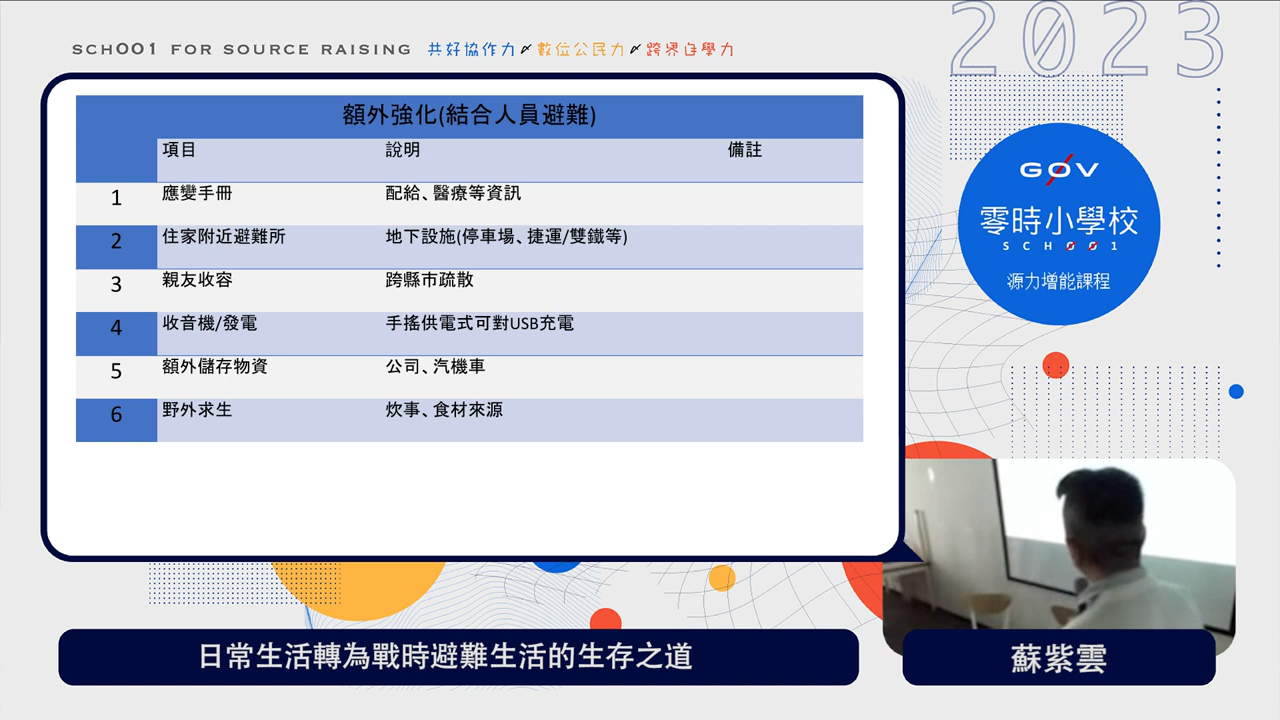 2023
SCHOO1 FOR SOURCE RAISING 共好協作力〆數位公民力〆跨界自學力
額外強化(結合人員避難)
項目 說明 備註
1 應變手冊 配給、醫療等資訊
2 住家附近避難所 地下設施(停車場、捷運/雙鐵等)
3 親友收容 跨縣市疏散
4 收音機/發電 手搖供電式可對USB充電
5 額外儲存物資 公司、汽機車
6 野外求生 炊事、食材來源
G0V
零時小學校
SCH001
源力增能課程
日常生活轉為戰時避難生活的生存之道
蘇紫雲